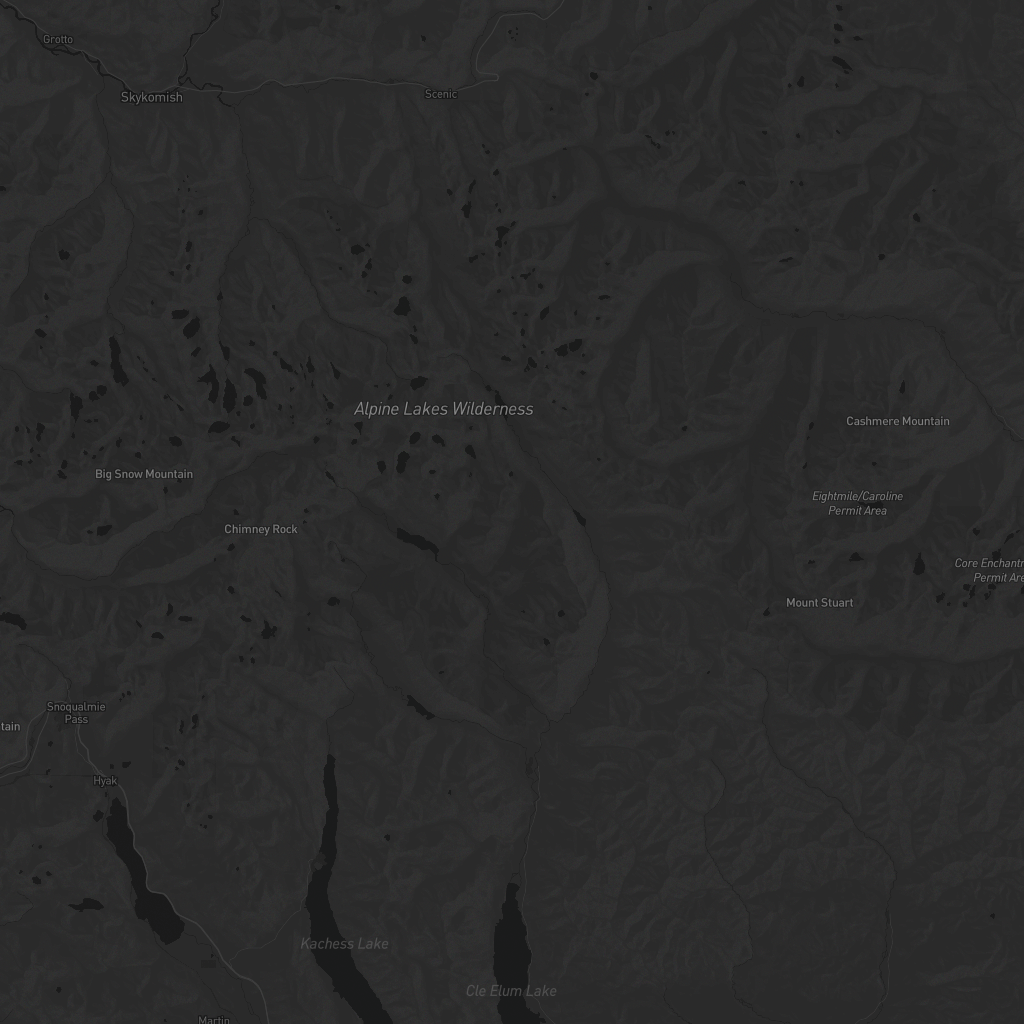 Grotto
Skykomish
Scenic
Alpine Lakes Wilderness
Cashmere Mountain
Big Snow Mountain
Eightmile/Caroline
Permit Area
Chimney Rock
Core Enchantm
Permit Are
Mount Stuart
Snoqualmie
Pass
tain
Hyak
Kachess Lake
Cle Elum Lake
Martin